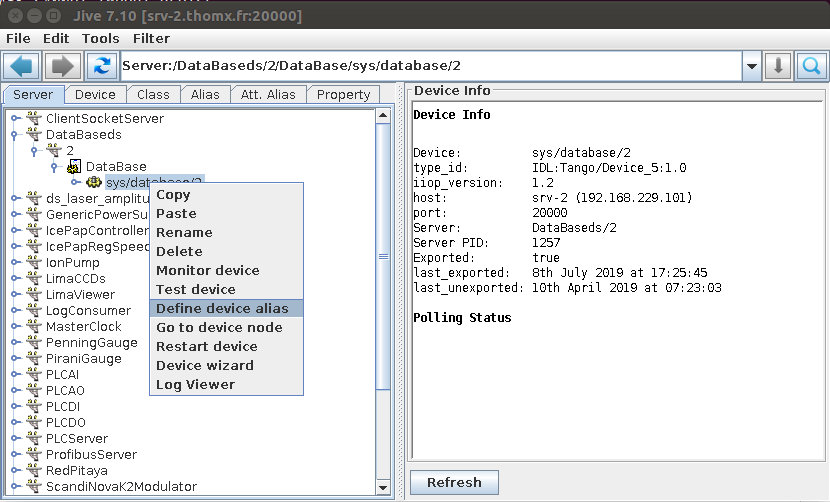 Jive 7.10 [srv-2.thomx.fr:20000]
File Edit Tools Filter
Server:/DataBaseds/2/DataBase/sys/database/2
Server Device Class Alias Att. Alias Property
ClientSocketServer
DataBaseds
2
DataBase
sys/database/2
ds_laser_amplitu
GenericPowerSu
IcePapController
IcePapRegSpeed
IonPump
LimaCCDs
LimaViewer
LogConsumer
MasterClock
PenningGauge
PiraniGauge
PLCAI
PLCAO
PLCDI
PLCDO
PLCServer
ProfibusServer
RedPitaya
ScandiNovaK2Modulator
Copy
Paste
Rename
Delete
Monitor device
Test device
Define device alias
Go to device node
Restart device
Device wizard
Log Viewer
Device Info
Device Info
Device: sys/database/2
type_id: IDL:Tango/Device_5:1.0
iiop_version: 1.2
host: srv-2 (192.168.229.101)
port: 20000
Server: DataBaseds/2
Server PID: 1257
Exported: true
last_exported: 8th July 2019 at 17:25:45
last_unexported: 10th April 2019 at 07:23:03
Polling Status
Refresh